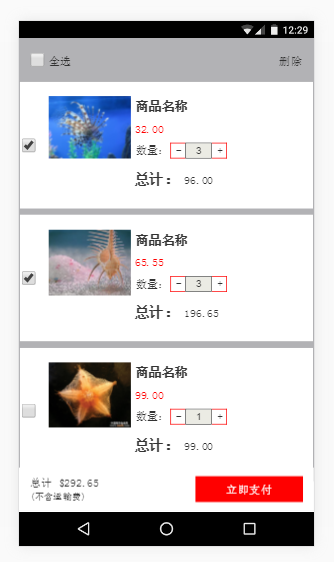 12:29
全选 删除
商品名称
32.00
数量： - 3 +
总计： 96.00
商品名称
65.55
数量： - 3 +
总计： 196.65
商品名称
99.00
数量： - 1 +
总计： 99.00
总计 $292.65
(不含运输费)
立即支付